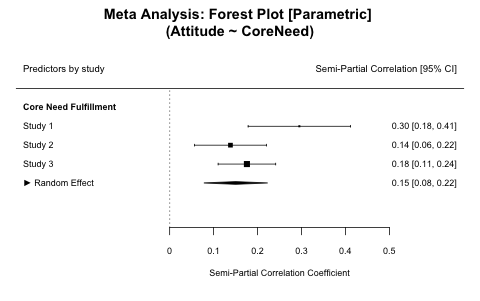 Meta Analysis: Forest Plot [Parametric]
(Attitude ~ CoreNeed)
Predictors by study Semi-Partial Correlation [95% CI]
Core Need Fulfillment
Study 1 0.30 [0.18, 0.41]
Study 2 0.14 [0.06, 0.22]
Study 3 0.18 [0.11, 0.24]
► Random Effect 0.15 [0.08, 0.22]
0 0.1 0.2 0.3 0.4 0.5
Semi-Partial Correlation Coefficient